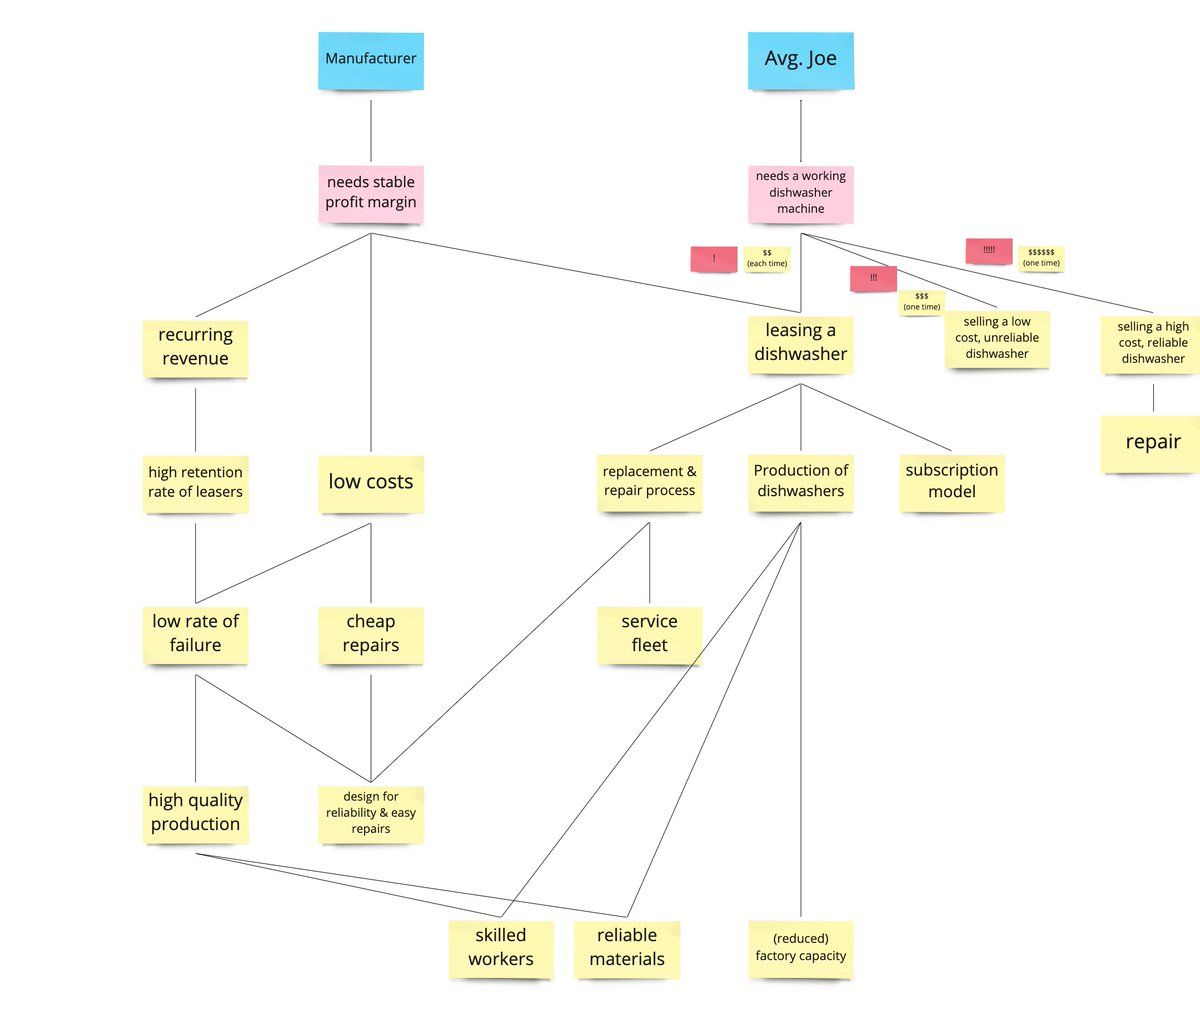 Manufacturer
Avg. Joe
needs stable
profit margin
needs a working
dishwasher
machine
!
$$
(each time)
!!!
$$$
(one time)
!!!!!
$$$$$$
(one time)
recurring
revenue
leasing a
dishwasher
selling a low
cost, unreliable
dishwasher
selling a high
cost, reliable
dishwasher
high retention
rate of leasers
low costs
replacement &
repair process
Production of
dishwashers
subscription
model
repair
low rate of
failure
cheap
repairs
service
fleet
high quality
production
design for
reliability & easy
repairs
skilled
workers
reliable
materials
(reduced)
factory capacity